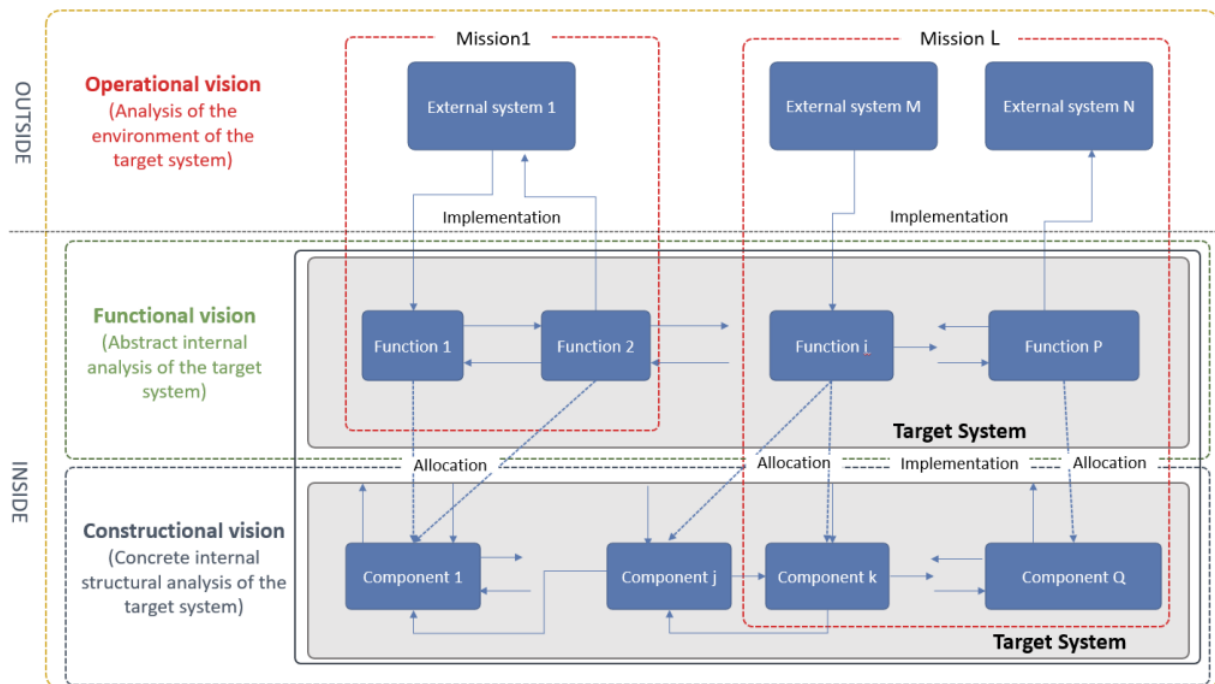 Mission1
Mission L
OUTSIDE
Operational vision
(Analysis of the
environment of the
target system)
External system 1
External system M
External system N
Implementation
Implementation
INSIDE
Functional vision
(Abstract internal
analysis of the target
system)
Function 1
Function 2
Function i
Function P
Target System
Allocation
Allocation
Implementation
Allocation
Constructional vision
(Concrete internal
structural analysis of the
target system)
Component 1
Component j
Component k
Component Q
Target System